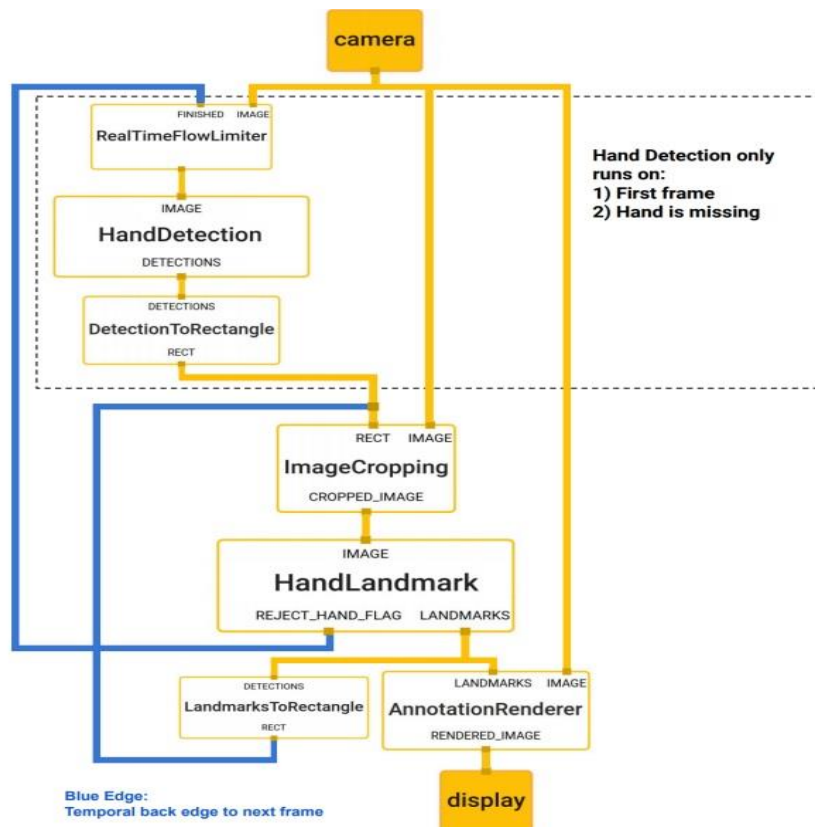 camera
FINISHED IMAGE
RealTimeFlowLimiter
Hand Detection only
runs on:
1) First frame
2) Hand is missing
IMAGE
HandDetection
DETECTIONS
DETECTIONS
DetectionToRectangle
RECT
RECT IMAGE
ImageCropping
CROPPED_IMAGE
IMAGE
HandLandmark
REJECT_HAND_FLAG LANDMARKS
DETECTIONS
LandmarksToRectangle
RECT
LANDMARKS IMAGE
AnnotationRenderer
RENDERED_IMAGE
Blue Edge:
Temporal back edge to next frame
display